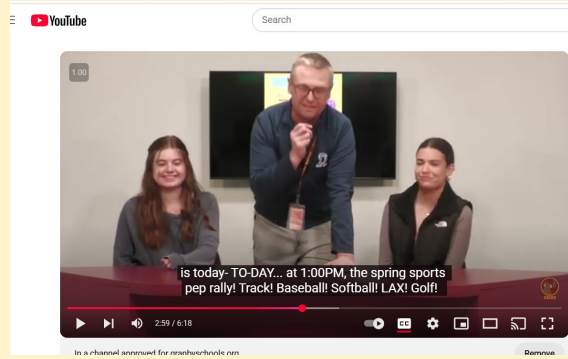 YouTube
Search
1.00
is today- TO-DAY... at 1:00PM, the spring sports
pep rally! Track! Baseball! Softball! LAX! Golf!
2:59 / 6:18
CC
In a channel approved for granbyschools.org
Remove